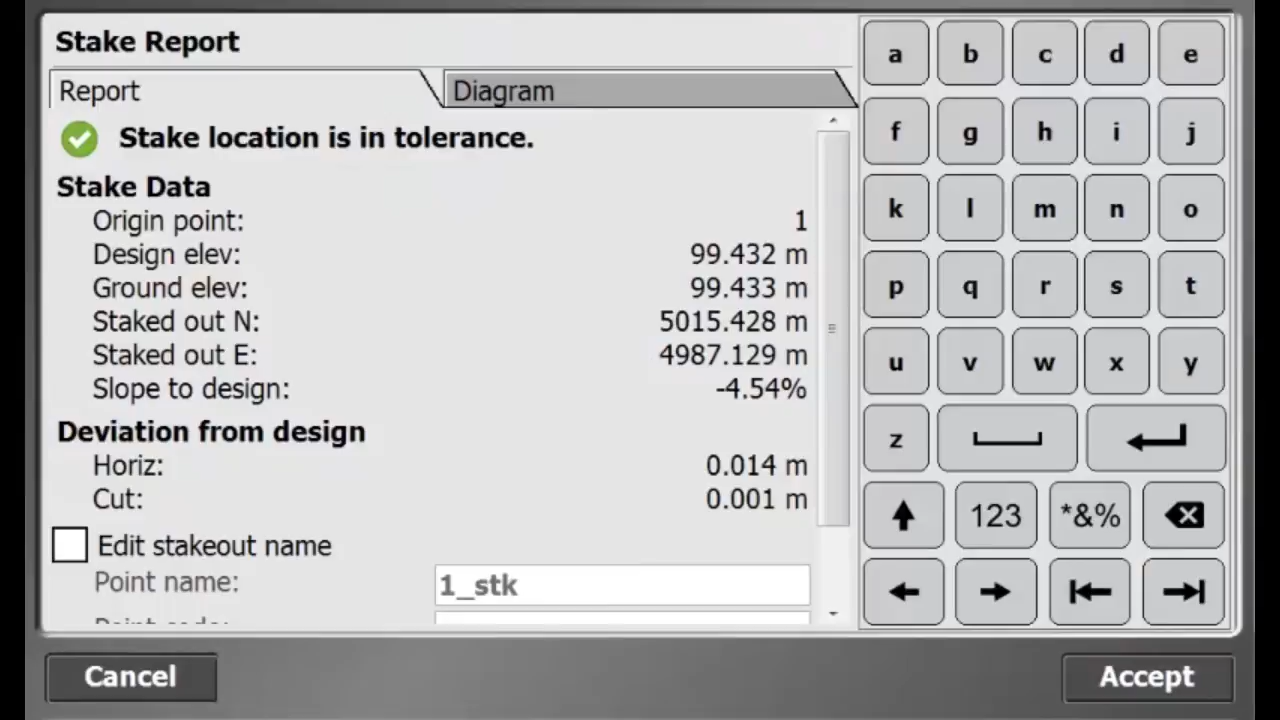 Stake Report
Report
Diagram
Stake location is in tolerance.
Stake Data
Origin point: 1
Design elev: 99.432 m
Ground elev: 99.433 m
Staked out N: 5015.428 m
Staked out E: 4987.129 m
Slope to design: -4.54%
Deviation from design
Horiz: 0.014 m
Cut: 0.001 m
Edit stakeout name
Point name: 1_stk
a b c d e
f g h i j
k l m n o
p q r s t
u v w x y
z
123 *&%
Cancel
Accept